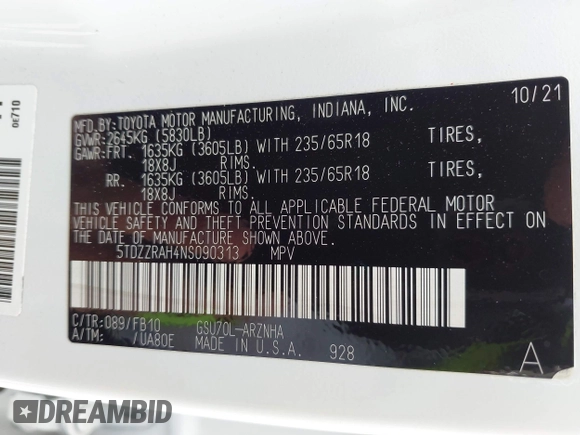 0E710
MFD.BY:TOYOTA MOTOR MANUFACTURING, INDIANA, INC. 10/21
GVWR:2645KG (5830LB)
GAWR:FRT. 1635KG (3605LB) WITH 235/65R18 TIRES,
18X8J RIMS.
RR. 1635KG (3605LB) WITH 235/65R18 TIRES,
18X8J RIMS.
THIS VEHICLE CONFORMS TO ALL APPLICABLE FEDERAL MOTOR
VEHICLE SAFETY AND THEFT PREVENTION STANDARDS IN EFFECT ON
THE DATE OF MANUFACTURE SHOWN ABOVE.
5TDZZRAH4NS090313 MPV
C/TR:089/FB10 GSU70L-ARZNHA
A/TM: /UA80E MADE IN U.S.A. 928 A
DREAMBID